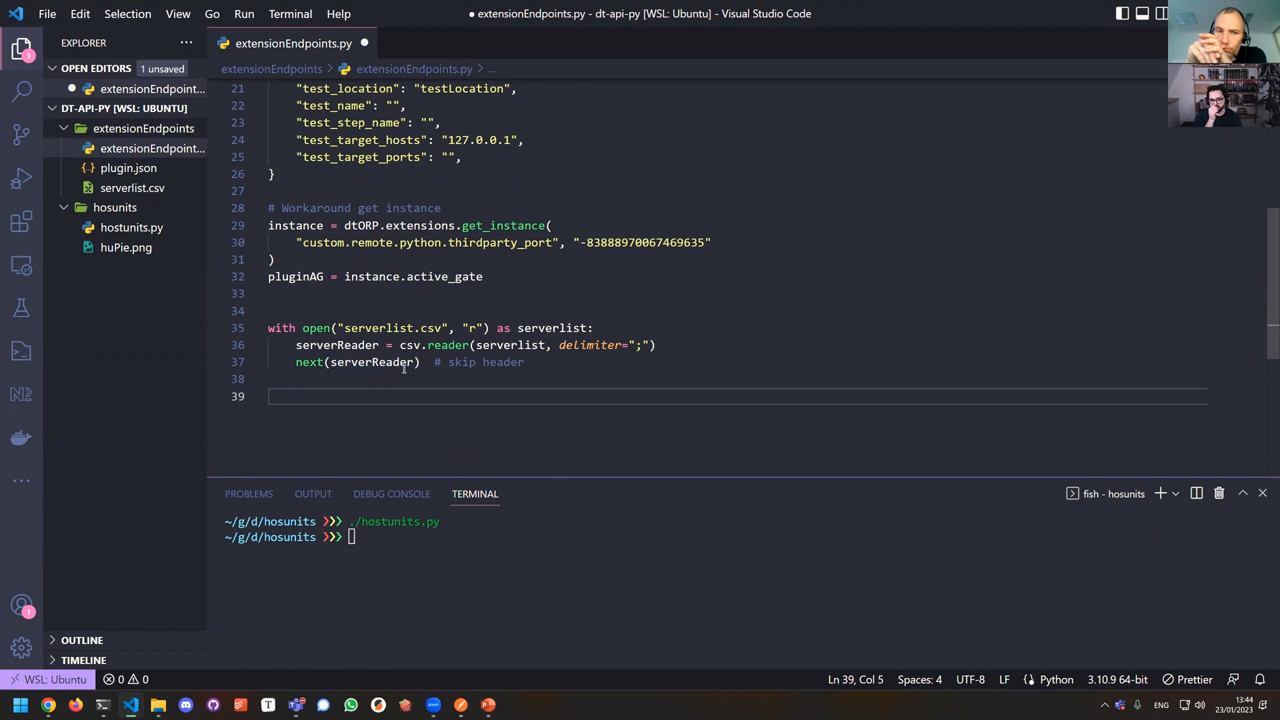 File Edit Selection View Go Run Terminal Help
● extensionEndpoints.py - dt-api-py [WSL: Ubuntu] - Visual Studio Code
EXPLORER
OPEN EDITORS 1 unsaved
extensionEndpoint...
DT-API-PY [WSL: UBUNTU]
extensionEndpoints
extensionEndpoint...
plugin.json
serverlist.csv
hosunits
hostunits.py
huPie.png
OUTLINE
TIMELINE
extensionEndpoints.py
extensionEndpoints > extensionEndpoints.py > ...
21 "test_location": "testLocation",
22 "test_name": "",
23 "test_step_name": "",
24 "test_target_hosts": "127.0.0.1",
25 "test_target_ports": "",
26 }
27
28 # Workaround get instance
29 instance = dtORP.extensions.get_instance(
30 "custom.remote.python.thirdparty_port", "-83888970067469635"
31 )
32 pluginAG = instance.active_gate
33
34
35 with open("serverlist.csv", "r") as serverlist:
36 serverReader = csv.reader(serverlist, delimiter=";")
37 next(serverReader) # skip header
38
39
PROBLEMS OUTPUT DEBUG CONSOLE TERMINAL
fish - hosunits
~/g/d/hosunits ❯❯❯ ./hostunits.py
~/g/d/hosunits ❯❯❯
WSL: Ubuntu 0 0
Ln 39, Col 5 Spaces: 4 UTF-8 LF Python 3.10.9 64-bit Prettier
ENG
13:44
23/01/2023